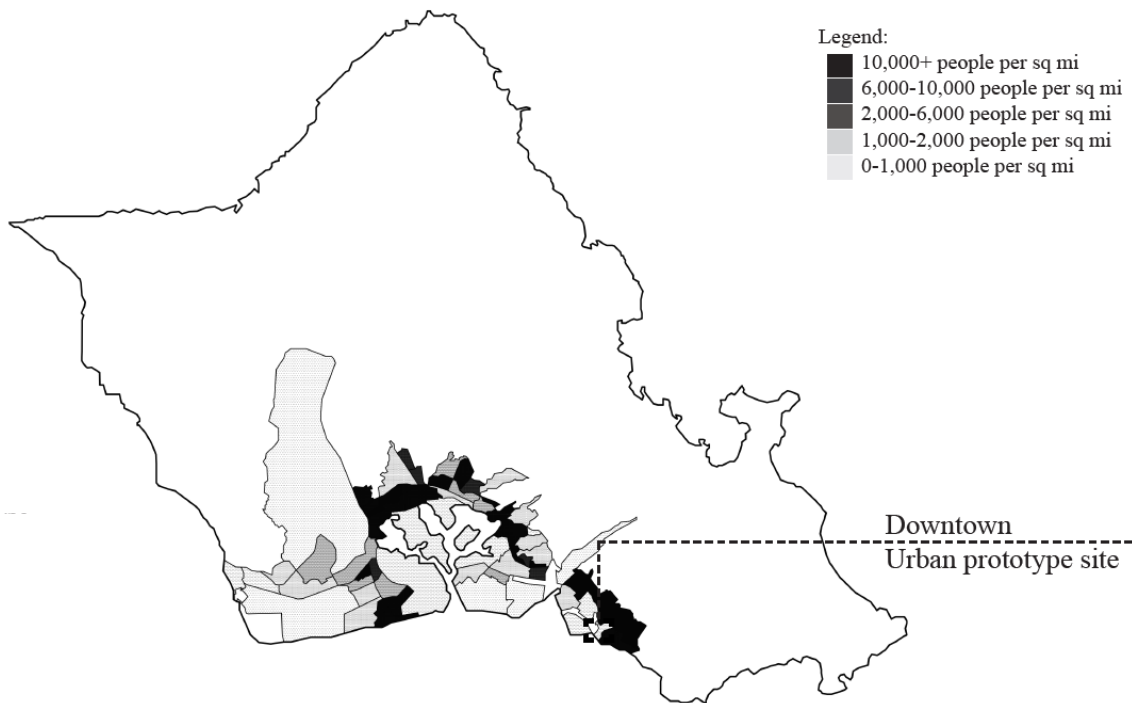 Legend:
10,000+ people per sq mi
6,000-10,000 people per sq mi
2,000-6,000 people per sq mi
1,000-2,000 people per sq mi
0-1,000 people per sq mi
Downtown
Urban prototype site